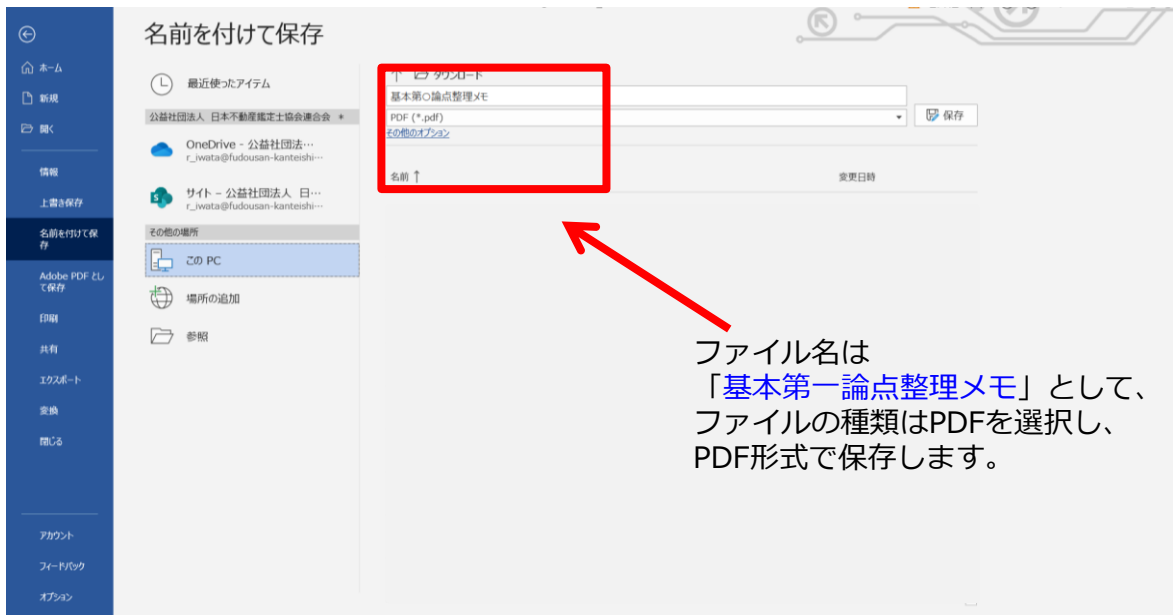 名前を付けて保存
ホーム
新規
開く
情報
上書き保存
名前を付けて保
存
Adobe PDF とし
て保存
印刷
共有
エクスポート
変換
閉じる
アカウント
フィードバック
オプション
最近使ったアイテム
公益社団法人 日本不動産鑑定士協会連合会 *
OneDrive - 公益社団法…
r_iwata@fudousan-kanteishi…
サイト - 公益社団法人 日…
r_iwata@fudousan-kanteishi…
その他の場所
この PC
場所の追加
参照
↑ ダウンロード
基本第○論点整理メモ
PDF (*.pdf)
保存
その他のオプション
名前 ↑
変更日時
ファイル名は
「基本第一論点整理メモ」として、
ファイルの種類はPDFを選択し、
PDF形式で保存します。